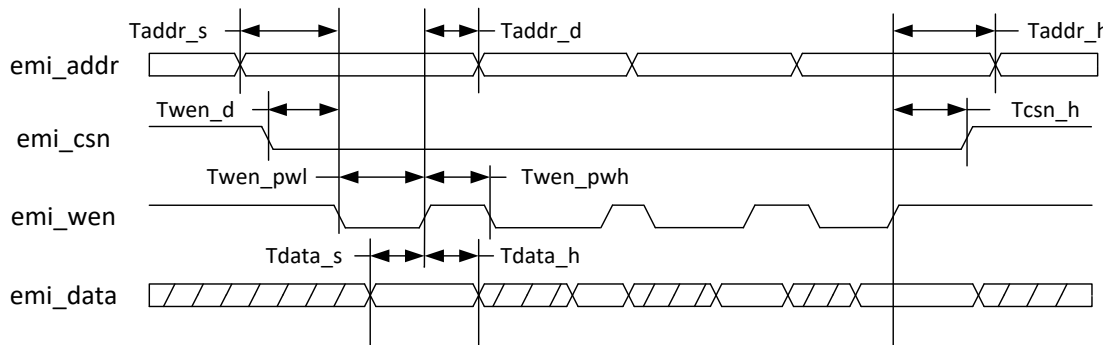 Taddr_s Taddr_d Taddr_h
emi_addr
Twen_d Tcsn_h
emi_csn
Twen_pwl Twen_pwh
emi_wen
Tdata_s Tdata_h
emi_data